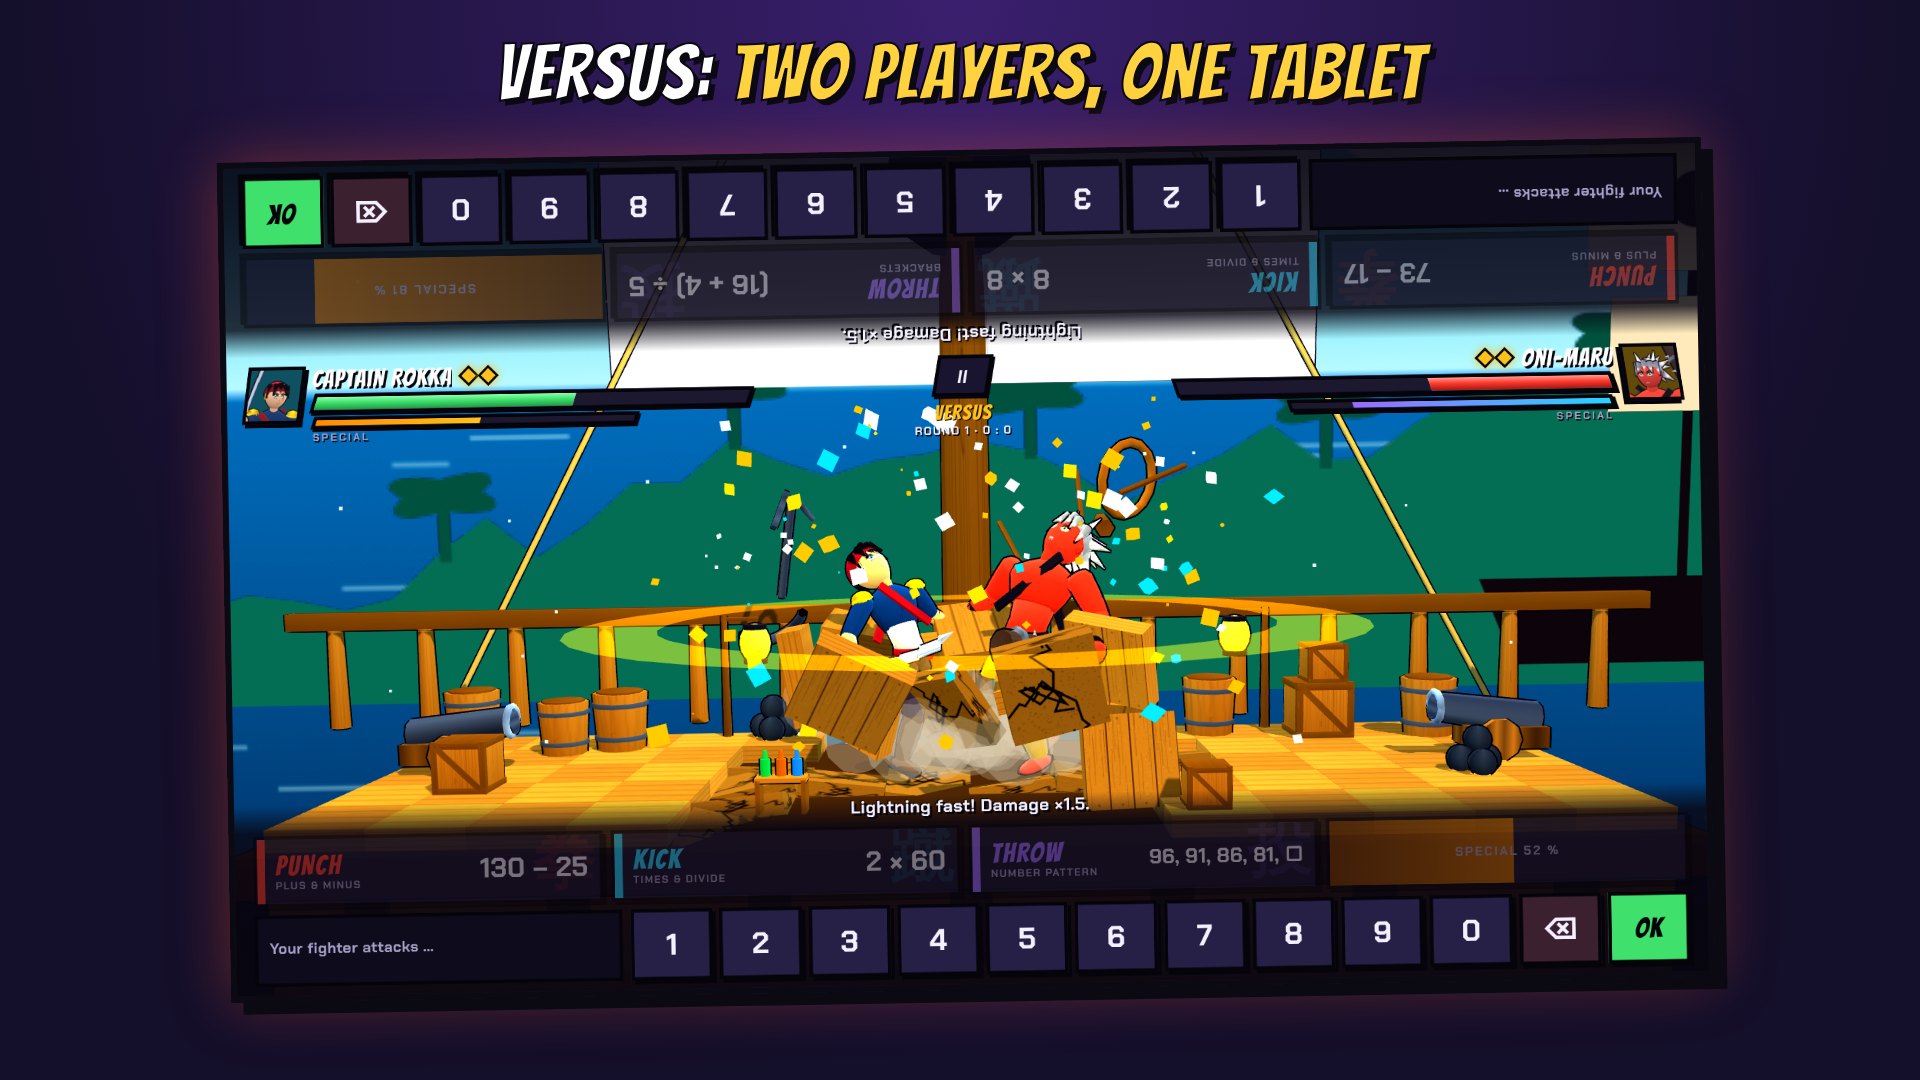 VERSUS: TWO PLAYERS, ONE TABLET
OK 0 9 8 7 6 5 4 3 2 1 Your fighter attacks ...
SPECIAL 81 %
(16 + 4) ÷ 5 THROW
BRACKETS
8 × 8 KICK
TIMES & DIVIDE
73 − 17 PUNCH
PLUS & MINUS
Lightning fast! Damage ×1.5.
CAPTAIN ROKKA
SPECIAL
ONI-MARU
SPECIAL
VERSUS
ROUND 1 · 0 : 0
Lightning fast! Damage ×1.5.
PUNCH 130 − 25
PLUS & MINUS
KICK 2 × 60
TIMES & DIVIDE
THROW 96, 91, 86, 81, □
NUMBER PATTERN
SPECIAL 52 %
Your fighter attacks ... 1 2 3 4 5 6 7 8 9 0 OK